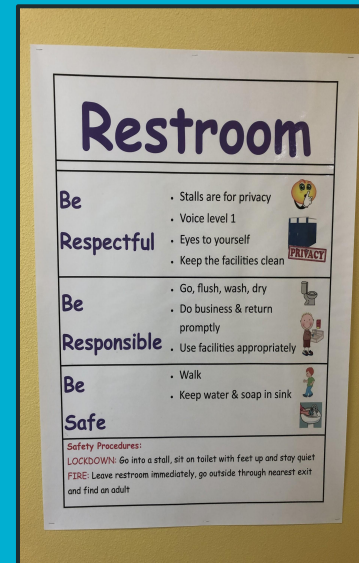 Restroom
Be
Respectful
• Stalls are for privacy
• Voice level 1
• Eyes to yourself
• Keep the facilities clean
PRIVACY
Be
Responsible
• Go, flush, wash, dry
• Do business & return
promptly
• Use facilities appropriately
Be
Safe
• Walk
• Keep water & soap in sink
Safety Procedures:
LOCKDOWN: Go into a stall, sit on toilet with feet up and stay quiet
FIRE: Leave restroom immediately, go outside through nearest exit
and find an adult